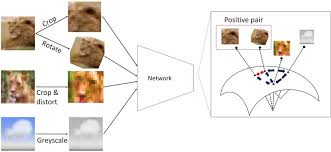 Crop
Rotate
Crop &
distort
Greyscale
Network
Positive pair